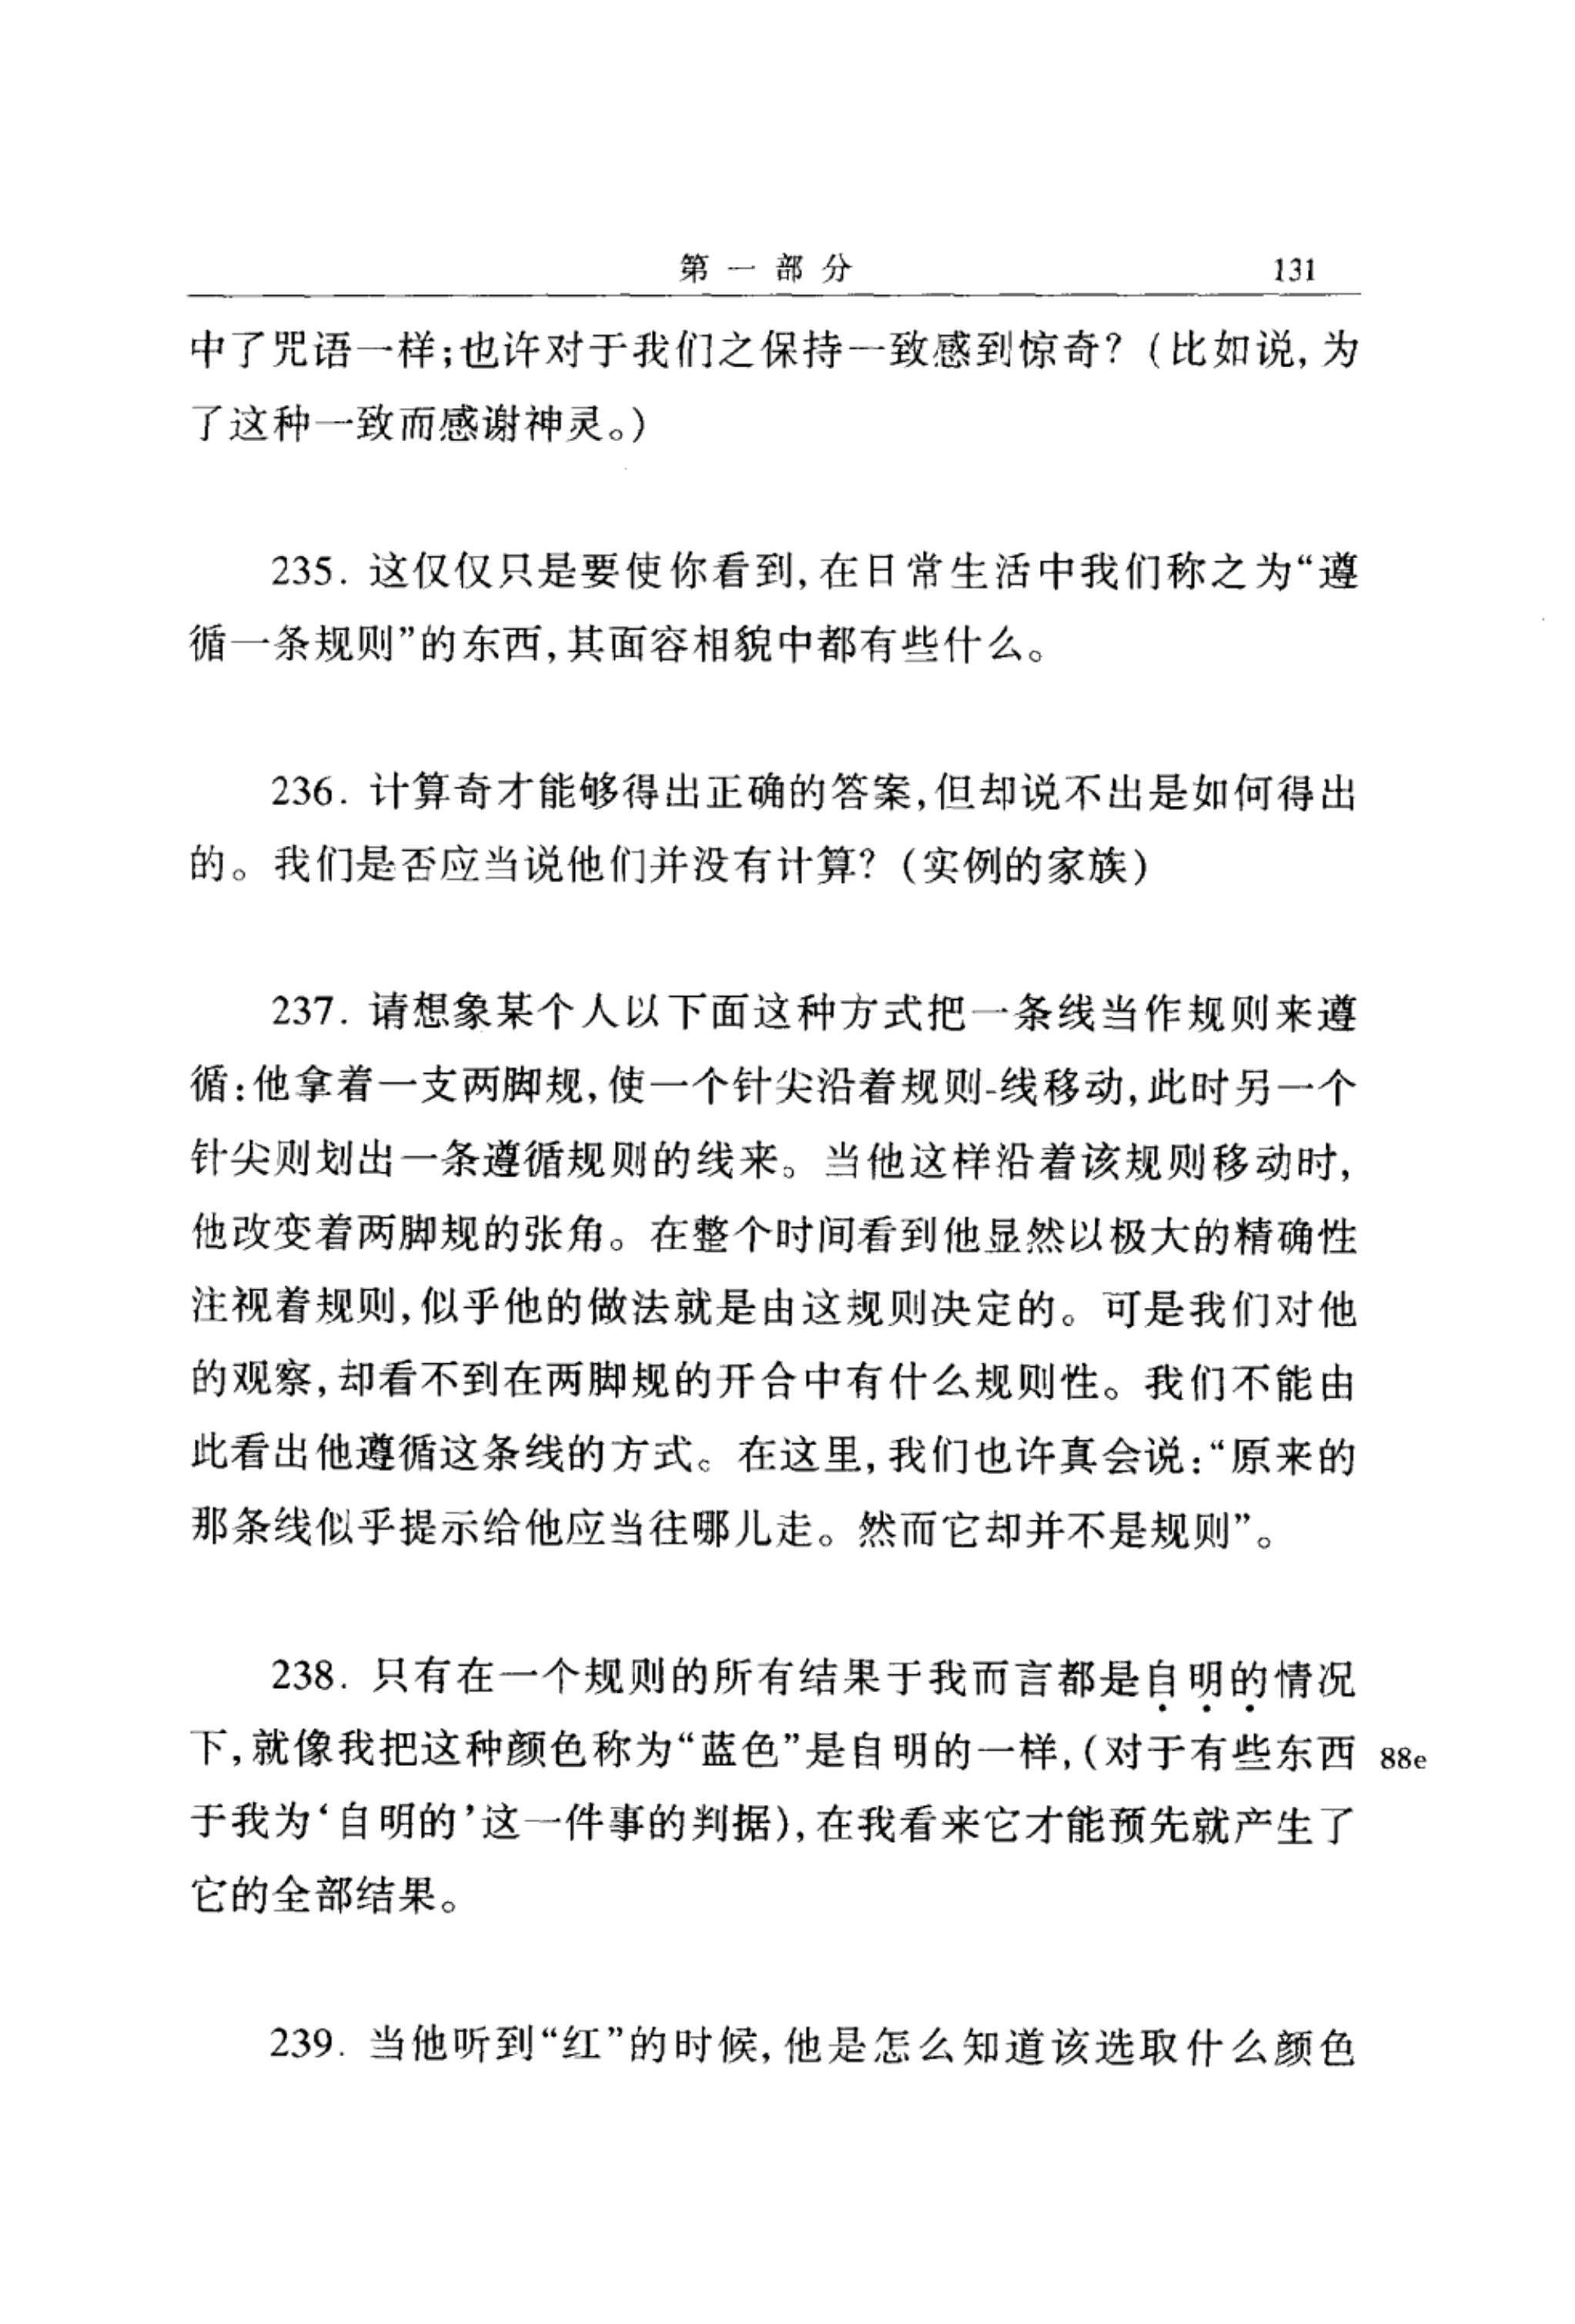 第一部分 131
中了咒语一样;也许对于我们之保持一致感到惊奇?(比如说,为
了这种一致而感谢神灵。)
235. 这仅仅只是要使你看到,在日常生活中我们称之为“遵
循一条规则”的东西,其面容相貌中都有些什么。
236. 计算奇才能够得出正确的答案,但却说不出是如何得出
的。我们是否应当说他们并没有计算?(实例的家族)
237. 请想象某个人以下面这种方式把一条线当作规则来遵
循:他拿着一支两脚规,使一个针尖沿着规则-线移动,此时另一个
针尖则划出一条遵循规则的线来。当他这样沿着该规则移动时,
他改变着两脚规的张角。在整个时间看到他显然以极大的精确性
注视着规则,似乎他的做法就是由这规则决定的。可是我们对他
的观察,却看不到在两脚规的开合中有什么规则性。我们不能由
此看出他遵循这条线的方式。在这里,我们也许真会说:“原来的
那条线似乎提示给他应当往哪儿走。然而它却并不是规则”。
238. 只有在一个规则的所有结果于我而言都是自明的情况
下,就像我把这种颜色称为“蓝色”是自明的一样,(对于有些东西 88e
于我为‘自明的’这一件事的判据),在我看来它才能预先就产生了
它的全部结果。
239. 当他听到“红”的时候,他是怎么知道该选取什么颜色